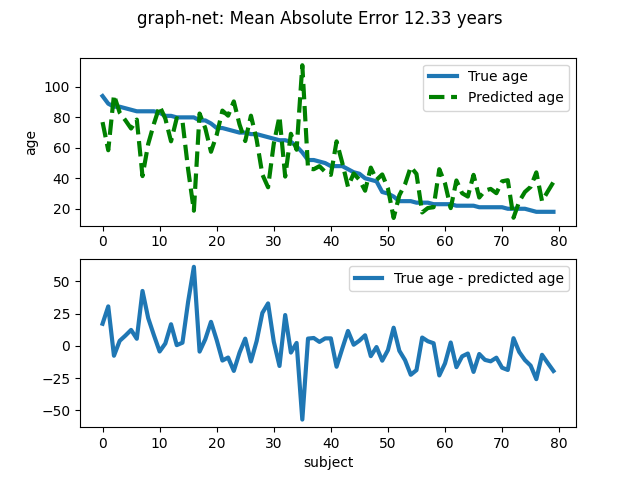 graph-net: Mean Absolute Error 12.33 years
True age
Predicted age
age
100
80
60
40
20
0 10 20 30 40 50 60 70 80
True age - predicted age
50
25
0
−25
−50
0 10 20 30 40 50 60 70 80
subject